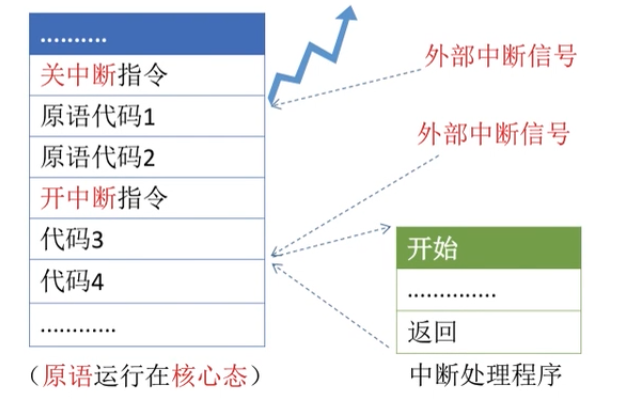 ..........
关中断指令
原语代码1
原语代码2
开中断指令
代码3
代码4
............
（原语运行在核心态）
外部中断信号
外部中断信号
开始
..............
返回
中断处理程序